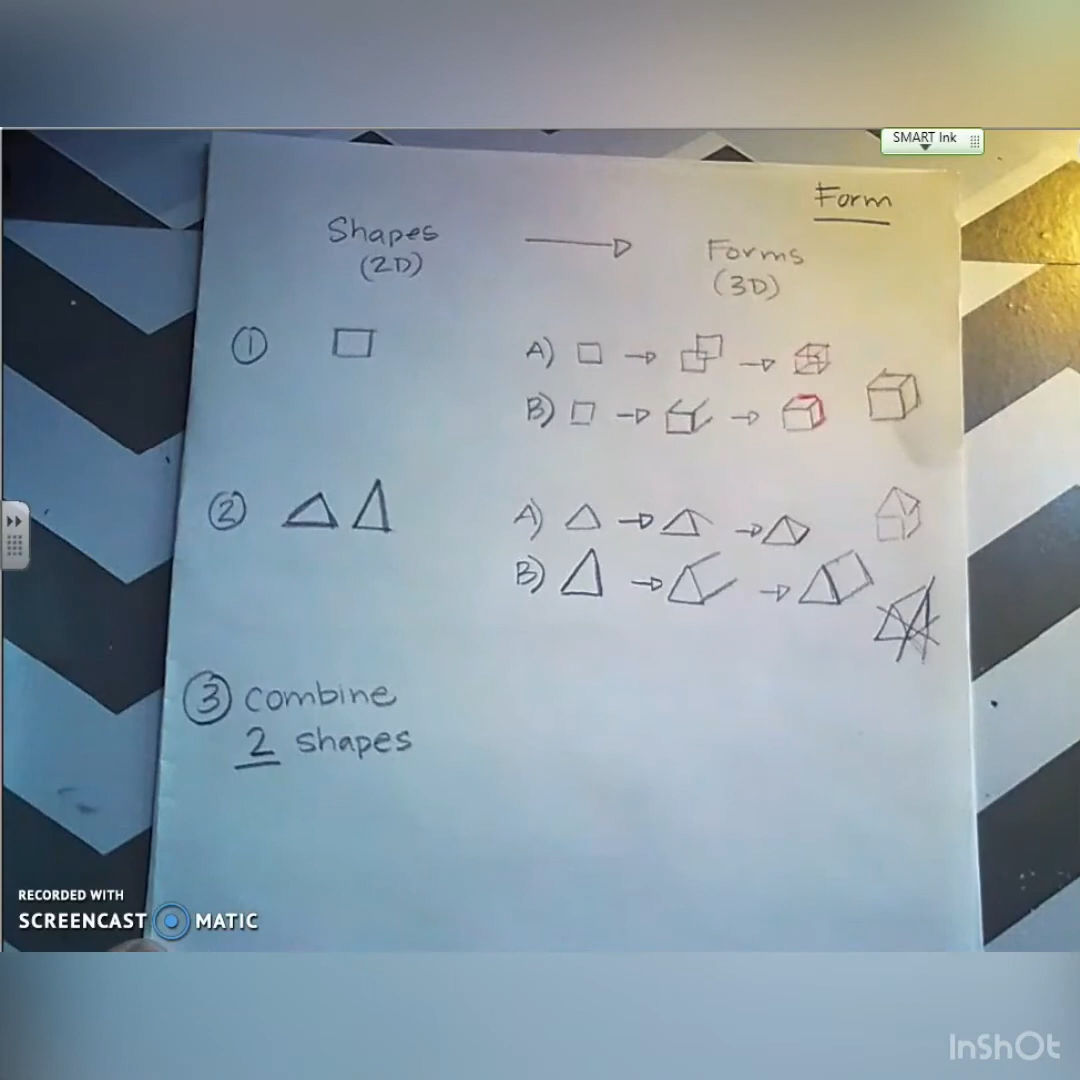 SMART Ink
Form
Shapes
(2D)
Forms
(3D)
1
A)
B)
2
A)
B)
3 combine
2 shapes
RECORDED WITH
SCREENCAST MATIC
InShOt